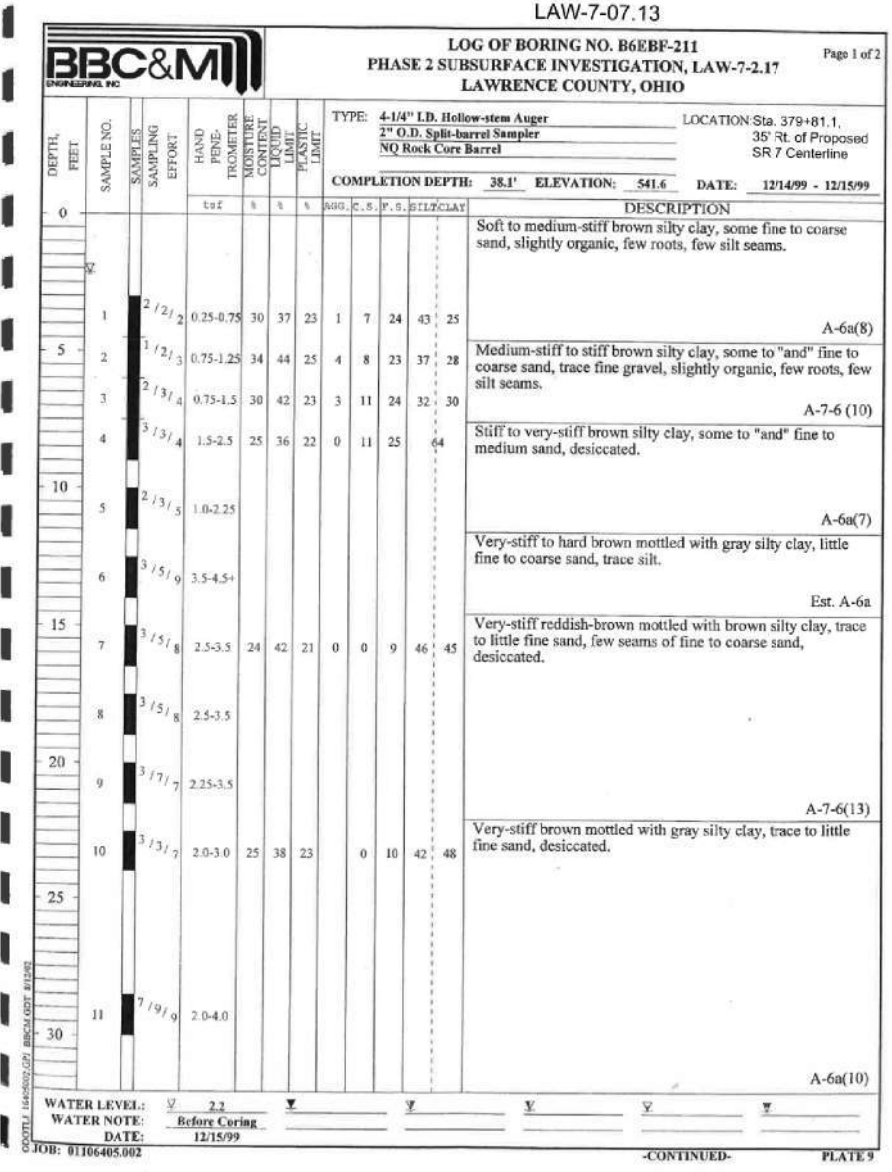 LAW-7-07.13
BBC&M
ENGINEERING, INC
LOG OF BORING NO. B6EBF-211
PHASE 2 SUBSURFACE INVESTIGATION, LAW-7-2.17
LAWRENCE COUNTY, OHIO
Page 1 of 2
DEPTH, FEET
SAMPLE NO.
SAMPLES
SAMPLING EFFORT
HAND PENE-TROMETER
MOISTURE CONTENT
LIQUID LIMIT
PLASTIC LIMIT
TYPE: 4-1/4" I.D. Hollow-stem Auger
2" O.D. Split-barrel Sampler
NQ Rock Core Barrel
LOCATION: Sta. 379+81.1,
35' Rt. of Proposed
SR 7 Centerline
COMPLETION DEPTH: 38.1' ELEVATION: 541.6 DATE: 12/14/99 - 12/15/99
tsf % % % AGG. C.S. F.S. SILT CLAY DESCRIPTION
0
Soft to medium-stiff brown silty clay, some fine to coarse
sand, slightly organic, few roots, few silt seams.
1 2/2/2 0.25-0.75 30 37 23 1 7 24 43 25
A-6a(8)
5
2 1/2/3 0.75-1.25 34 44 25 4 8 23 37 28
Medium-stiff to stiff brown silty clay, some to "and" fine to
coarse sand, trace fine gravel, slightly organic, few roots, few
silt seams.
3 2/3/4 0.75-1.5 30 42 23 3 11 24 32 30
A-7-6 (10)
4 3/3/4 1.5-2.5 25 36 22 0 11 25 64
Stiff to very-stiff brown silty clay, some to "and" fine to
medium sand, desiccated.
10
5 2/3/5 1.0-2.25
A-6a(7)
Very-stiff to hard brown mottled with gray silty clay, little
fine to coarse sand, trace silt.
6 3/5/9 3.5-4.5+
Est. A-6a
15
Very-stiff reddish-brown mottled with brown silty clay, trace
to little fine sand, few seams of fine to coarse sand,
desiccated.
7 3/5/8 2.5-3.5 24 42 21 0 0 9 46 45
8 3/5/8 2.5-3.5
20
9 3/7/7 2.25-3.5
A-7-6(13)
Very-stiff brown mottled with gray silty clay, trace to little
fine sand, desiccated.
10 3/3/7 2.0-3.0 25 38 23 0 10 42 48
25
11 7/9/9 2.0-4.0
30
A-6a(10)
WATER LEVEL: 2.2
WATER NOTE: Before Coring
DATE: 12/15/99
JOB: 01106405.002
-CONTINUED-
PLATE 9